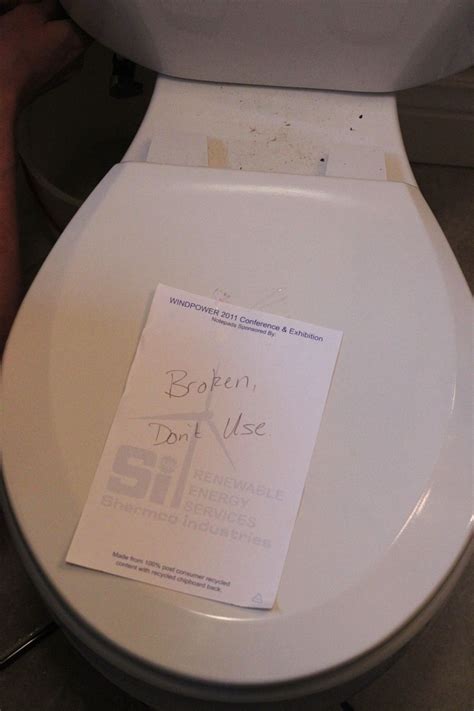 WINDPOWER 2011 Conference & Exhibition
Notepads Sponsored By:
Broken,
Don't Use
Si
RENEWABLE
ENERGY
SERVICES
Shermco Industries
Made from 100% post consumer recycled
content with recycled chipboard back.